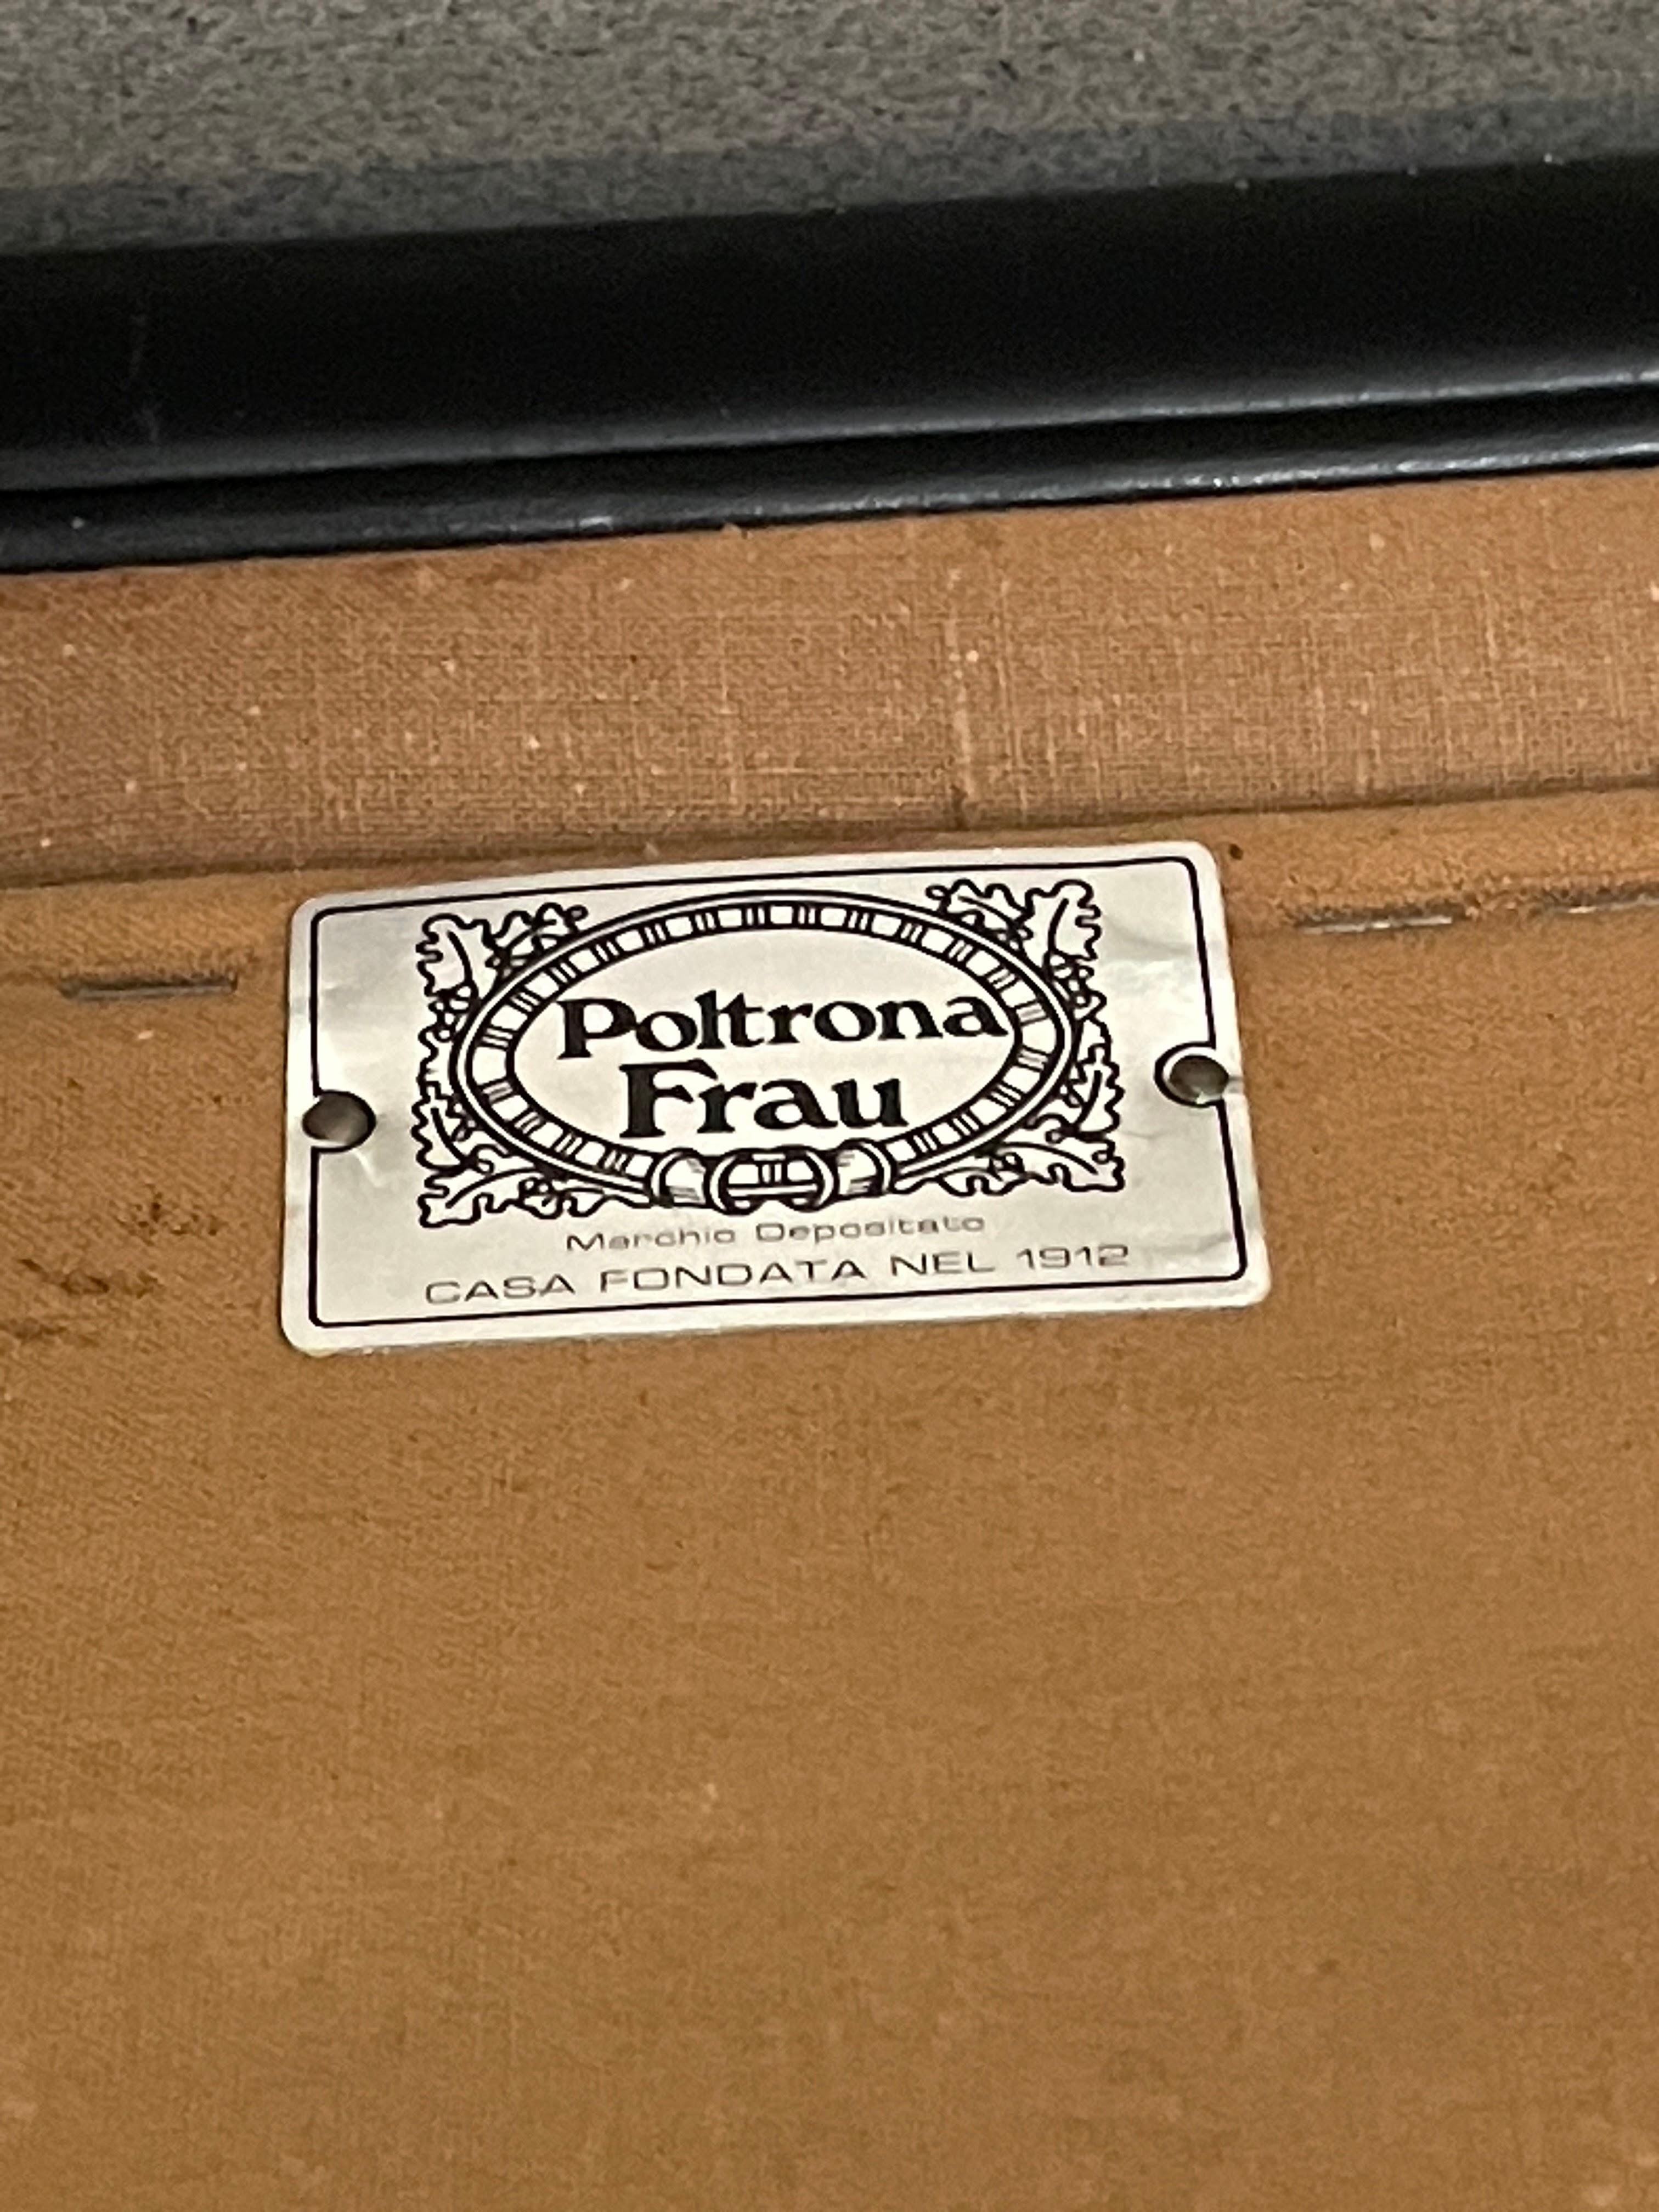 Poltrona
Frau
Marchio Depositato
CASA FONDATA NEL 1912